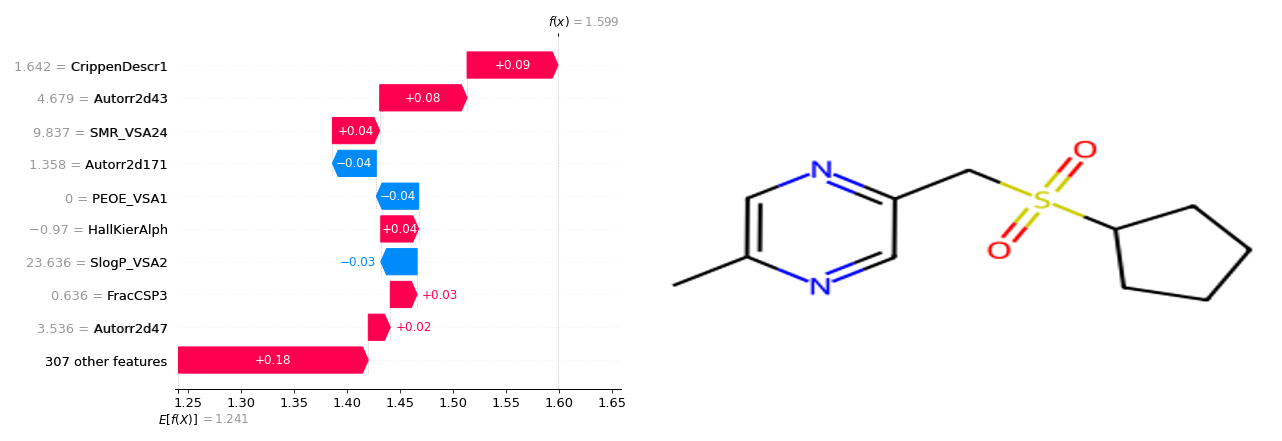 f(x) = 1.599
1.642 = CrippenDescr1 +0.09
4.679 = Autorr2d43 +0.08
9.837 = SMR_VSA24 +0.04
1.358 = Autorr2d171 −0.04
0 = PEOE_VSA1 −0.04
−0.97 = HallKierAlph +0.04
23.636 = SlogP_VSA2 −0.03
0.636 = FracCSP3 +0.03
3.536 = Autorr2d47 +0.02
307 other features +0.18
1.25 1.30 1.35 1.40 1.45 1.50 1.55 1.60 1.65
E[f(X)] = 1.241
N
N
S
O
O